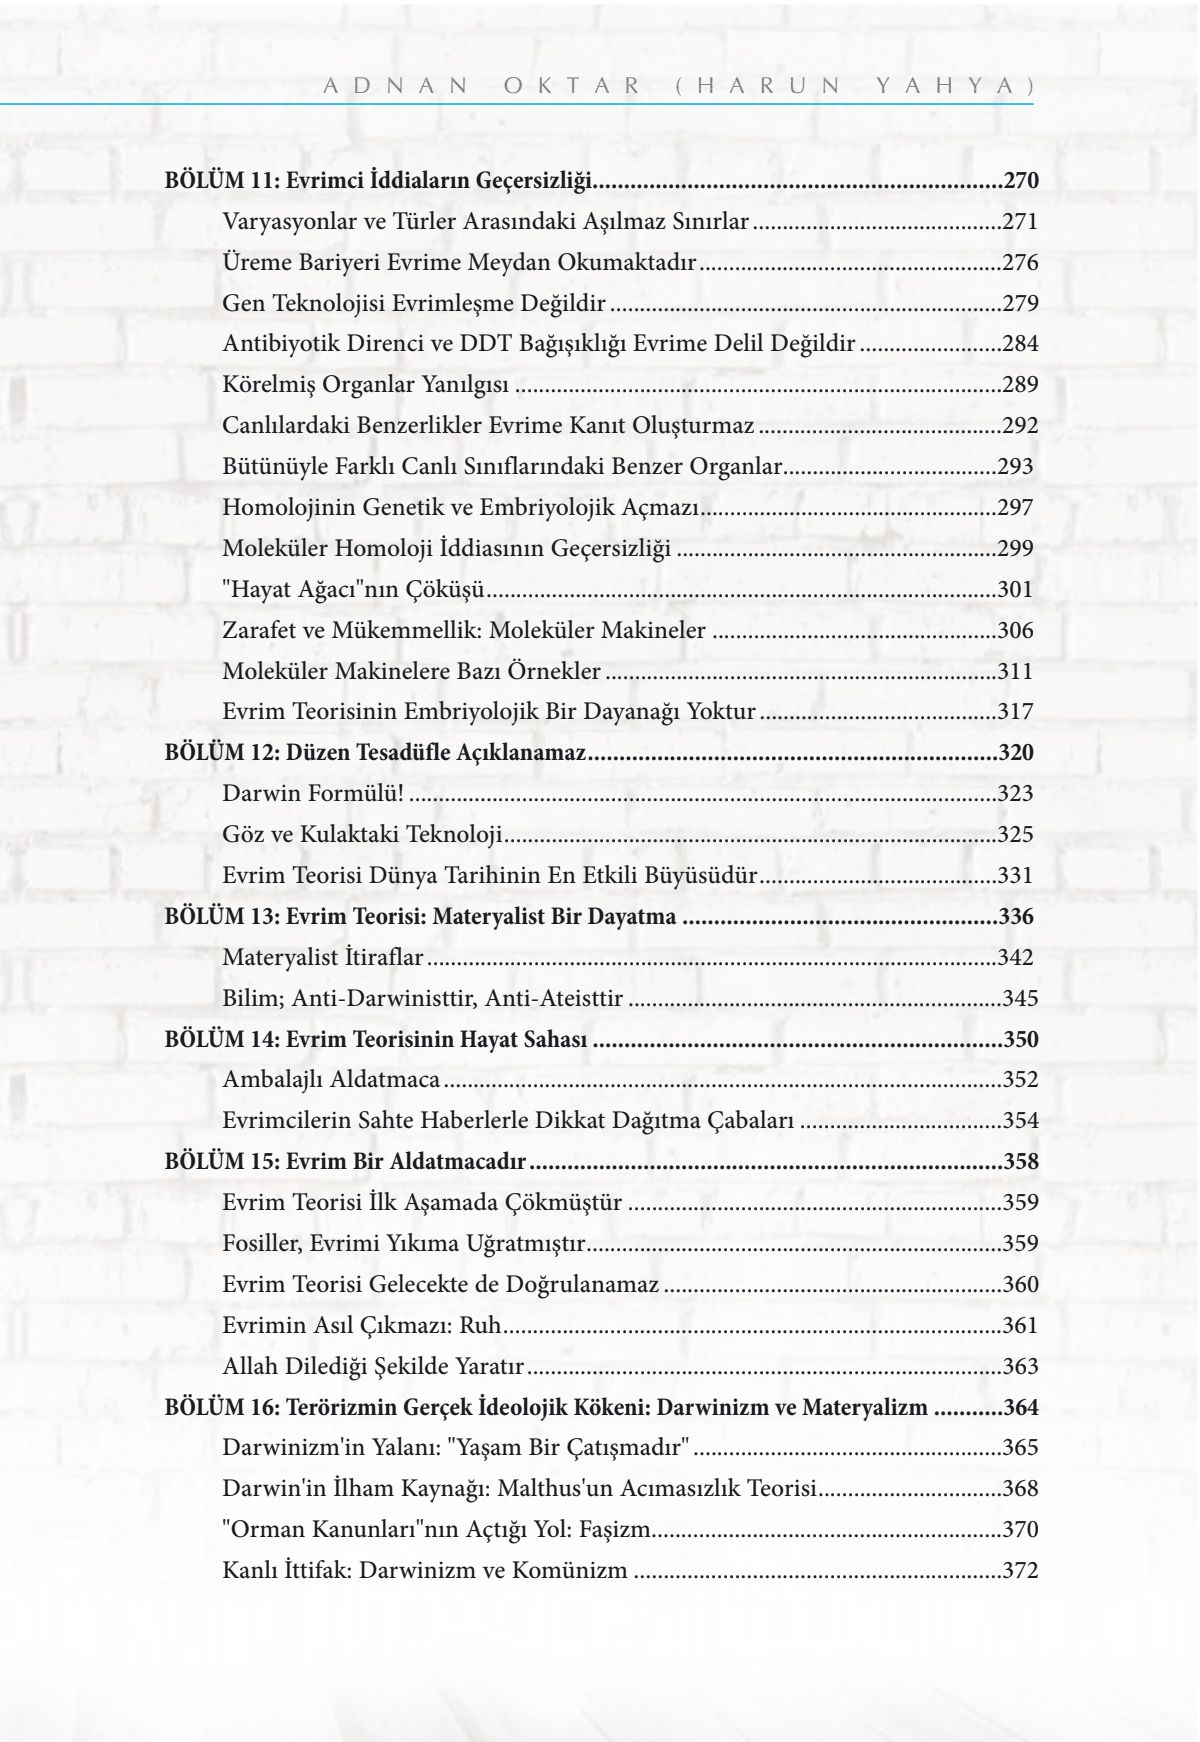 ADNAN OKTAR (HARUN YAHYA)
BÖLÜM 11: Evrimci İddiaların Geçersizliği....................270
Varyasyonlar ve Türler Arasındaki Aşılmaz Sınırlar....................271
Üreme Bariyeri Evrime Meydan Okumaktadır....................276
Gen Teknolojisi Evrimleşme Değildir....................279
Antibiyotik Direnci ve DDT Bağışıklığı Evrime Delil Değildir....................284
Körelmiş Organlar Yanılgısı....................289
Canlılardaki Benzerlikler Evrime Kanıt Oluşturmaz....................292
Bütünüyle Farklı Canlı Sınıflarındaki Benzer Organlar....................293
Homolojinin Genetik ve Embriyolojik Açmazı....................297
Moleküler Homoloji İddiasının Geçersizliği....................299
"Hayat Ağacı"nın Çöküşü....................301
Zarafet ve Mükemmellik: Moleküler Makineler....................306
Moleküler Makinelere Bazı Örnekler....................311
Evrim Teorisinin Embriyolojik Bir Dayanağı Yoktur....................317
BÖLÜM 12: Düzen Tesadüfle Açıklanamaz....................320
Darwin Formülü!....................323
Göz ve Kulaktaki Teknoloji....................325
Evrim Teorisi Dünya Tarihinin En Etkili Büyüsüdür....................331
BÖLÜM 13: Evrim Teorisi: Materyalist Bir Dayatma....................336
Materyalist İtiraflar....................342
Bilim; Anti-Darwinisttir, Anti-Ateisttir....................345
BÖLÜM 14: Evrim Teorisinin Hayat Sahası....................350
Ambalajlı Aldatmaca....................352
Evrimcilerin Sahte Haberlerle Dikkat Dağıtma Çabaları....................354
BÖLÜM 15: Evrim Bir Aldatmacadır....................358
Evrim Teorisi İlk Aşamada Çökmüştür....................359
Fosiller, Evrimi Yıkıma Uğratmıştır....................359
Evrim Teorisi Gelecekte de Doğrulanamaz....................360
Evrimin Asıl Çıkmazı: Ruh....................361
Allah Dilediği Şekilde Yaratır....................363
BÖLÜM 16: Terörizmin Gerçek İdeolojik Kökeni: Darwinizm ve Materyalizm...........364
Darwinizm'in Yalanı: "Yaşam Bir Çatışmadır"....................365
Darwin'in İlham Kaynağı: Malthus'un Acımasızlık Teorisi....................368
"Orman Kanunları"nın Açtığı Yol: Faşizm....................370
Kanlı İttifak: Darwinizm ve Komünizm....................372